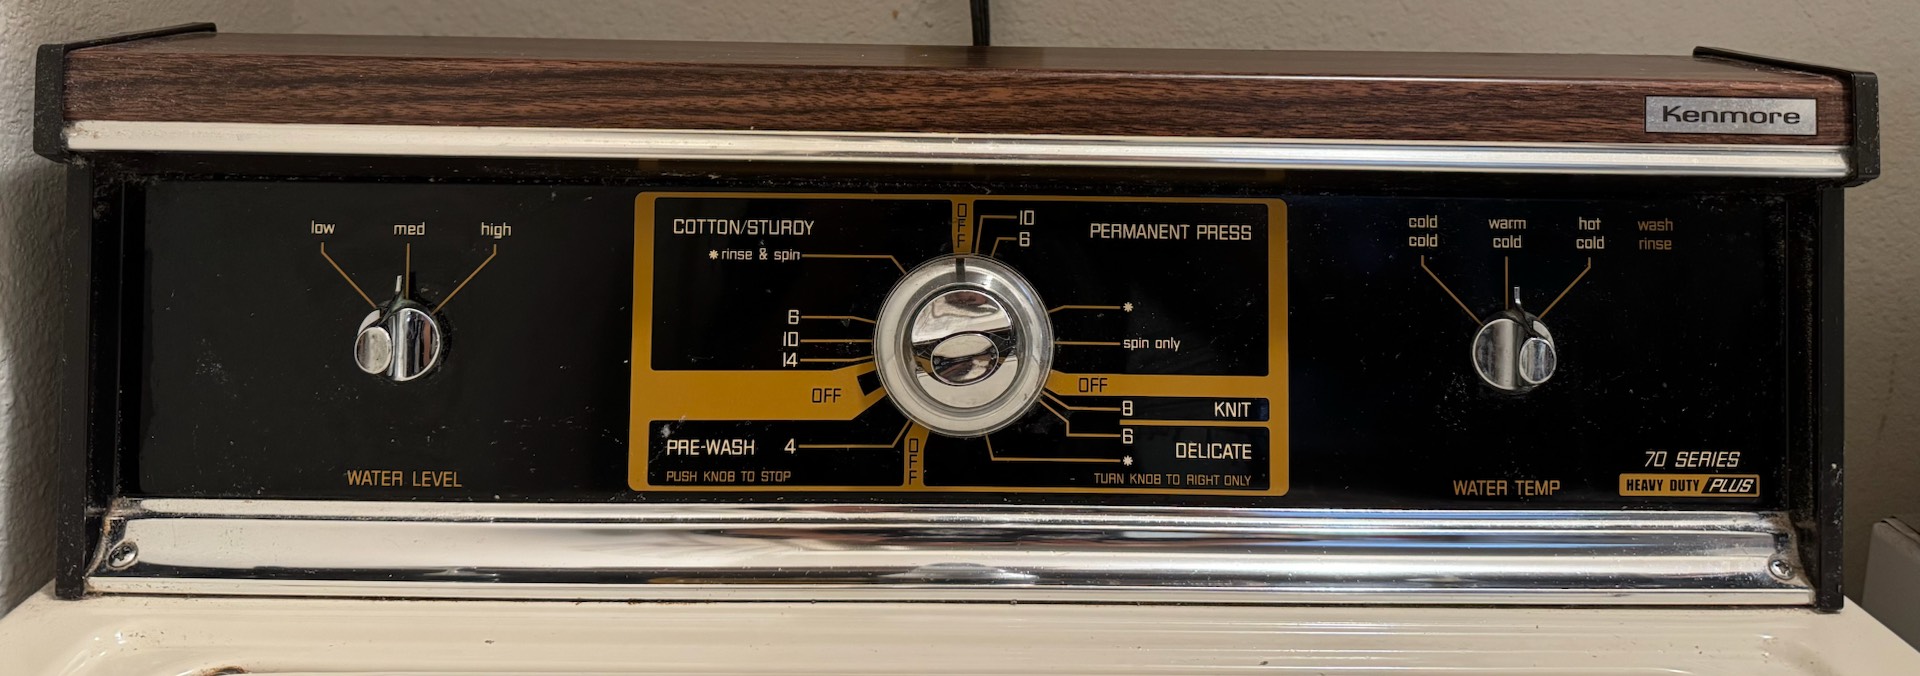 Kenmore
low med high
WATER LEVEL
COTTON/STURDY
*rinse & spin
6
10
14
OFF
PRE-WASH 4
PUSH KNOB TO STOP
OFF
10
6
PERMANENT PRESS
*
spin only
OFF
8 KNIT
6
DELICATE
*
TURN KNOB TO RIGHT ONLY
OFF
cold warm hot wash
cold cold cold rinse
WATER TEMP
70 SERIES
HEAVY DUTY PLUS